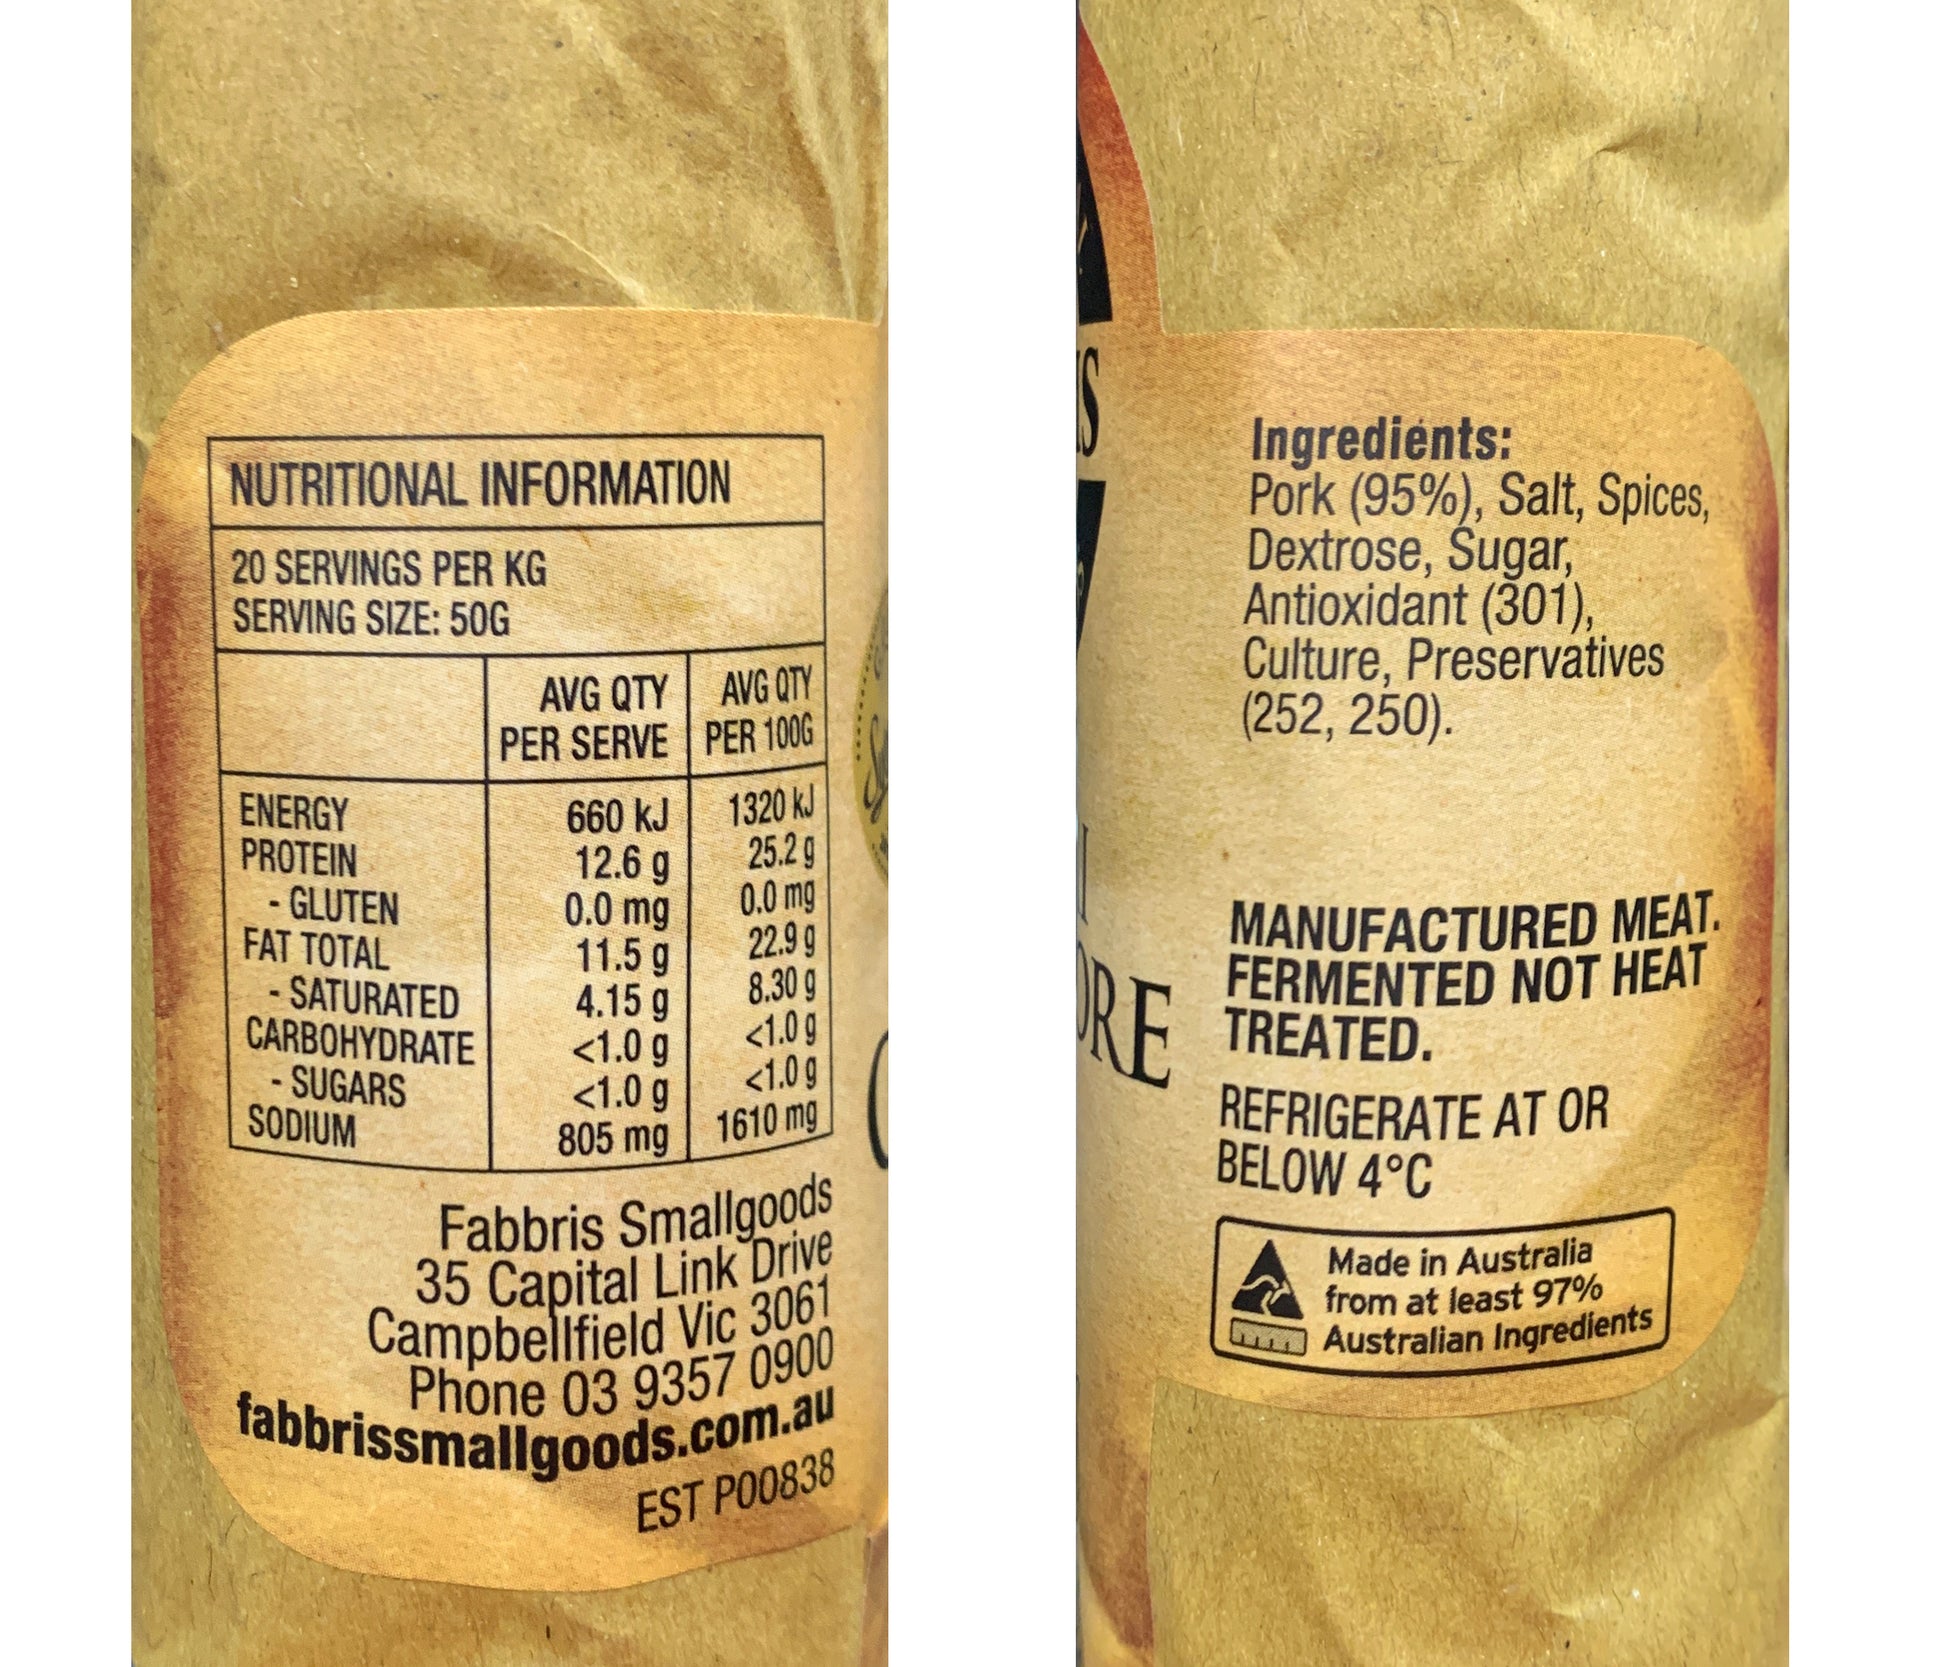 NUTRITIONAL INFORMATION
20 SERVINGS PER KG
SERVING SIZE: 50G
AVG QTY PER SERVE AVG QTY PER 100G
ENERGY 660 kJ 1320 kJ
PROTEIN 12.6 g 25.2 g
- GLUTEN 0.0 mg 0.0 mg
FAT TOTAL 11.5 g 22.9 g
- SATURATED 4.15 g 8.30 g
CARBOHYDRATE <1.0 g <1.0 g
- SUGARS <1.0 g <1.0 g
SODIUM 805 mg 1610 mg
Fabbris Smallgoods
35 Capital Link Drive
Campbellfield Vic 3061
Phone 03 9357 0900
fabbrissmallgoods.com.au
EST P00838
Ingredients:
Pork (95%), Salt, Spices,
Dextrose, Sugar,
Antioxidant (301),
Culture, Preservatives
(252, 250).
MANUFACTURED MEAT.
FERMENTED NOT HEAT
TREATED.
REFRIGERATE AT OR
BELOW 4°C
Made in Australia
from at least 97%
Australian Ingredients